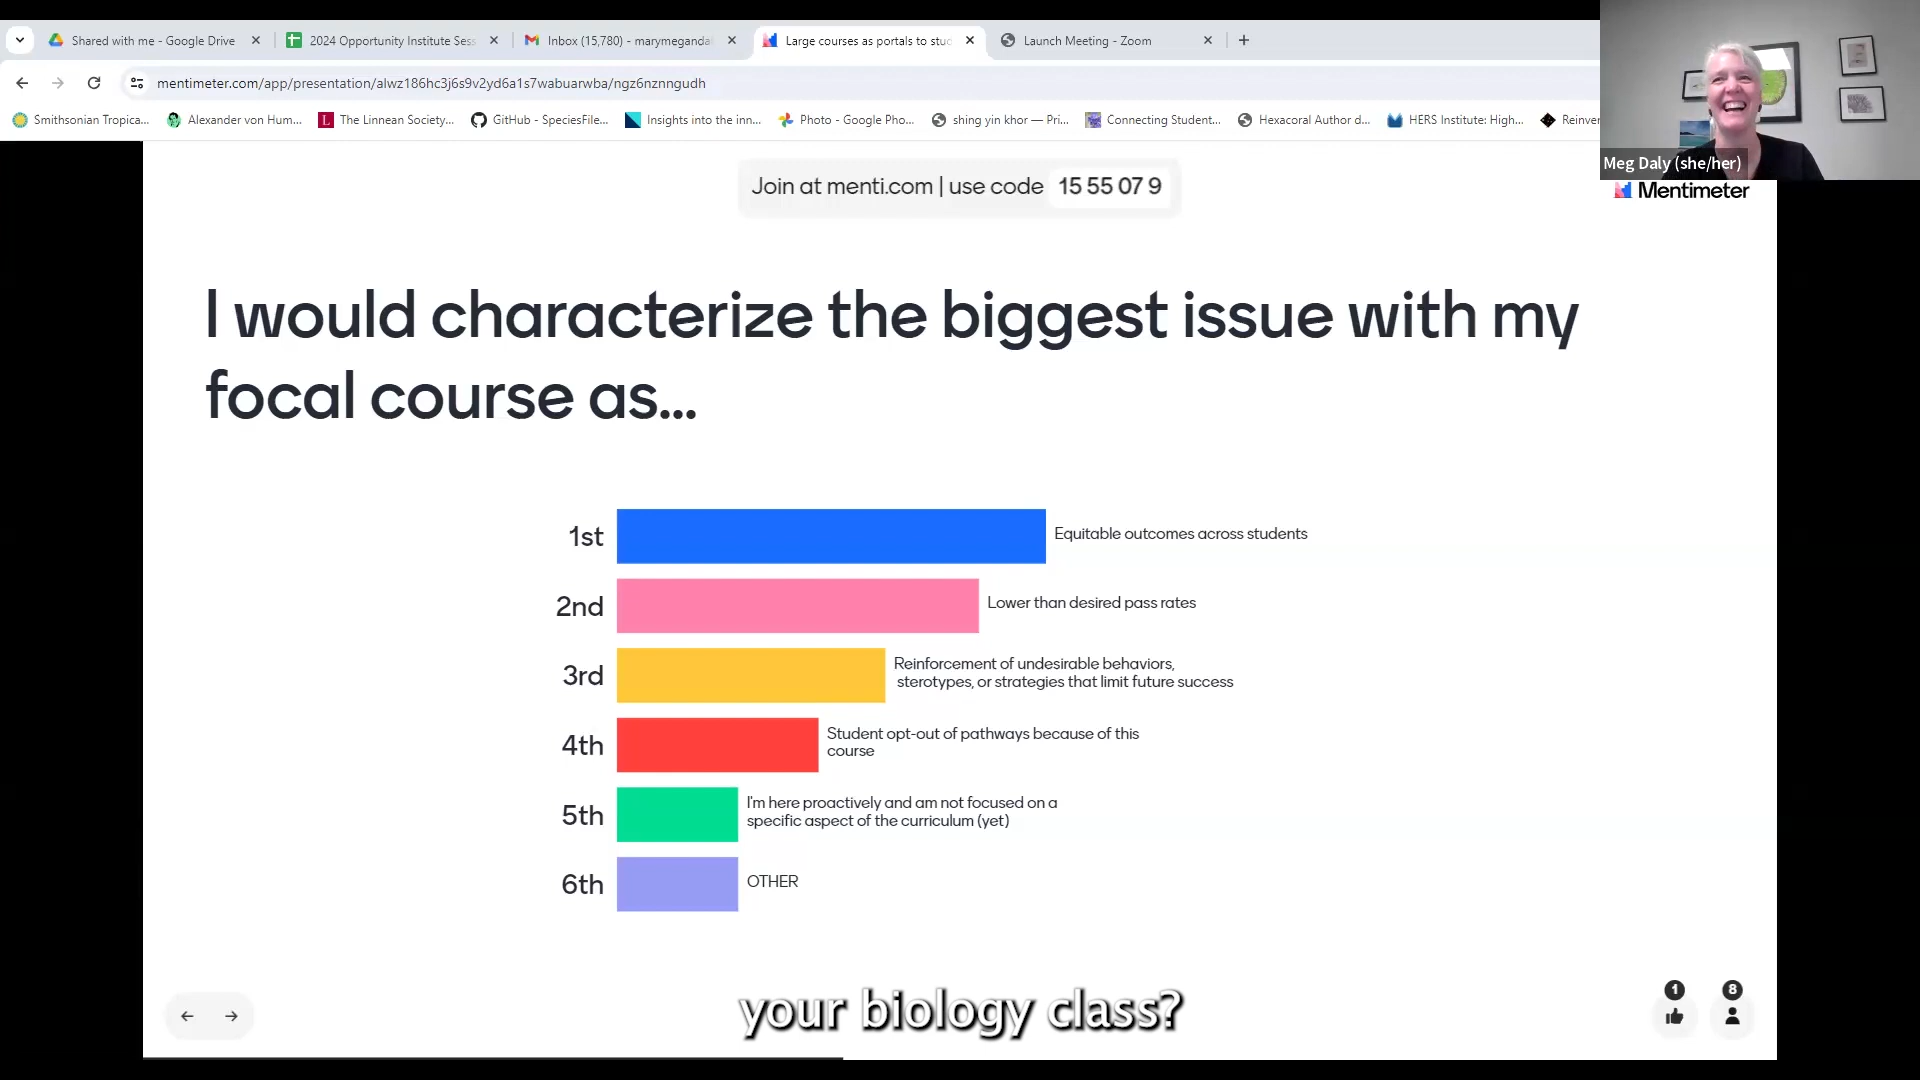 Shared with me - Google Drive
2024 Opportunity Institute Sess
Inbox (15,780) - marymeganda
Large courses as portals to stud
Launch Meeting - Zoom
mentimeter.com/app/presentation/alwz186hc3j6s9v2yd6a1s7wabuarwba/ngz6nznngudh
Smithsonian Tropica...
Alexander von Hum...
The Linnean Society...
GitHub - SpeciesFile...
Insights into the inn...
Photo - Google Pho...
shing yin khor — Pri...
Connecting Student...
Hexacoral Author d...
HERS Institute: High...
Reinver
Meg Daly (she/her)
Mentimeter
Join at menti.com | use code 15 55 07 9
I would characterize the biggest issue with my
focal course as...
1st
Equitable outcomes across students
2nd
Lower than desired pass rates
3rd
Reinforcement of undesirable behaviors,
sterotypes, or strategies that limit future success
4th
Student opt-out of pathways because of this
course
5th
I'm here proactively and am not focused on a
specific aspect of the curriculum (yet)
6th
OTHER
your biology class?
1
8